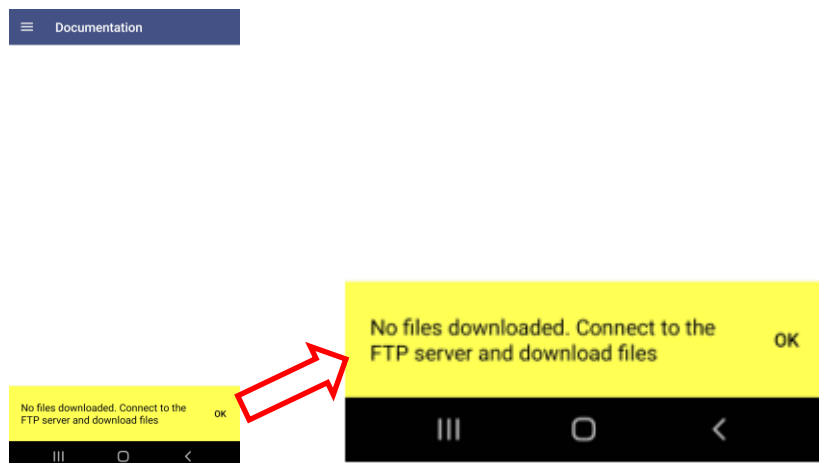 Documentation
No files downloaded. Connect to the
FTP server and download files
OK
No files downloaded. Connect to the
FTP server and download files
OK